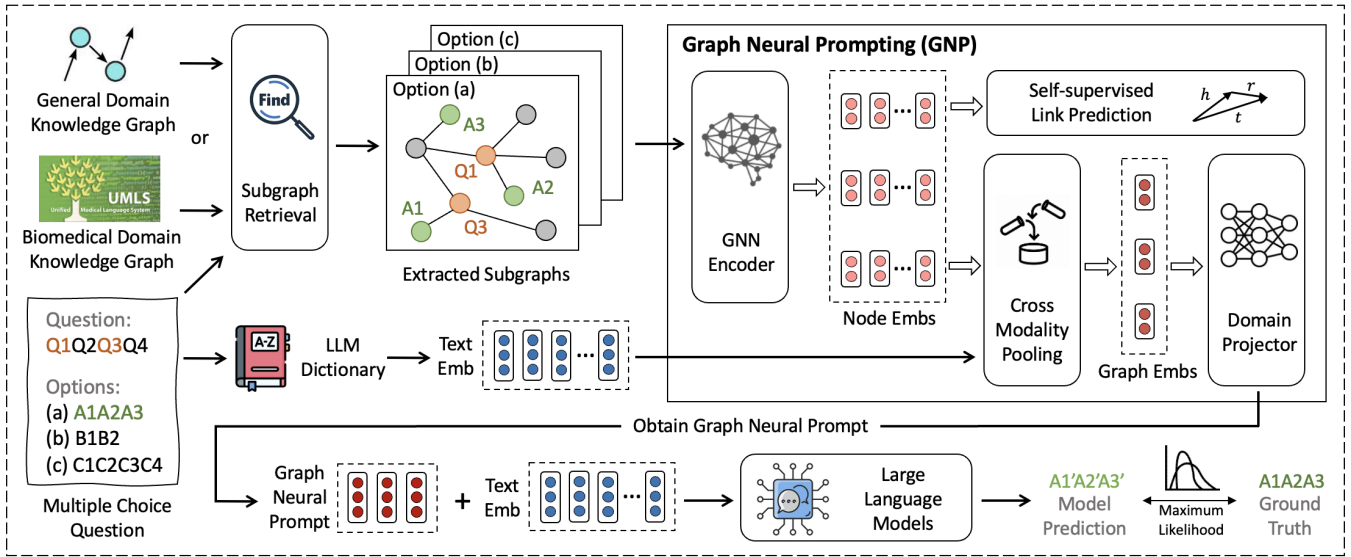 General Domain
Knowledge Graph
or
UMLS
Unified Medical Language System
Biomedical Domain
Knowledge Graph
Question:
Q1Q2Q3Q4
Options:
(a) A1A2A3
(b) B1B2
(c) C1C2C3C4
Multiple Choice
Question
Find
Subgraph
Retrieval
Option (c)
Option (b)
Option (a)
A3
Q1
A2
A1
Q3
Extracted Subgraphs
A-Z
LLM
Dictionary
Text
Emb
Graph Neural Prompting (GNP)
GNN
Encoder
Node Embs
Self-supervised
Link Prediction
h
r
t
Cross
Modality
Pooling
Graph Embs
Domain
Projector
Obtain Graph Neural Prompt
Graph
Neural
Prompt
+
Text
Emb
Large
Language
Models
A1'A2'A3'
Model
Prediction
Maximum
Likelihood
A1A2A3
Ground
Truth